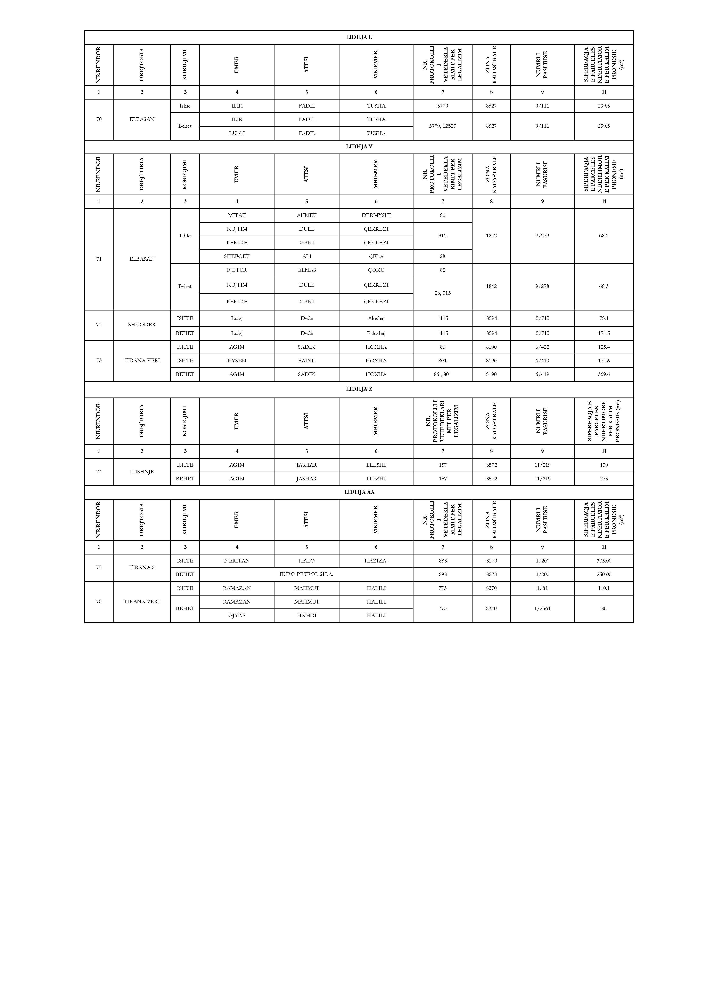 LIDHJA U
NR.RENDOR DREJTORIA KORIGJIMI EMER ATESI MBIEMER NR. PROTOKOLLI I VETEDEKLA RIMIT PER LEGALIZIM ZONA KADASTRALE NUMRI I PASURISE SIPERFAQJA E PARCELES NDERTIMOR E PER KALIM PRONESIE (m²)
1 2 3 4 5 6 7 8 9 11
70 ELBASAN Ishte ILIR FADIL TUSHA 3779 8527 9/111 299.5
Behet ILIR FADIL TUSHA 3779, 12527 8527 9/111 299.5
LUAN FADIL TUSHA
LIDHJA V
NR.RENDOR DREJTORIA KORIGJIMI EMER ATESI MBIEMER NR. PROTOKOLLI I VETEDEKLA RIMIT PER LEGALIZIM ZONA KADASTRALE NUMRI I PASURISE SIPERFAQJA E PARCELES NDERTIMOR E PER KALIM PRONESIE (m²)
1 2 3 4 5 6 7 8 9 11
71 ELBASAN Ishte MITAT AHMET DERMYSHI 82 1842 9/278 68.3
KUJTIM DULE ÇEKREZI 313
FERIDE GANI ÇEKREZI
SHEFQET ALI ÇELA 28
Behet FJETUR ELMAS ÇOKU 82 1842 9/278 68.3
KUJTIM DULE ÇEKREZI 28, 313
FERIDE GANI ÇEKREZI
72 SHKODER ISHTE Luigj Dede Alushaj 1115 8594 5/715 75.1
BEHET Luigj Dede Palushaj 1115 8594 5/715 171.5
73 TIRANA VERI ISHTE AGIM SADIK HOXHA 86 8190 6/422 125.4
ISHTE HYSEN FADIL HOXHA 801 8190 6/419 174.6
BEHET AGIM SADIK HOXHA 86 ; 801 8190 6/419 369.6
LIDHJA Z
NR.RENDOR DREJTORIA KORIGJIMI EMER ATESI MBIEMER NR. PROTOKOLLI I VETEDEKLARI MIT PER LEGALIZIM ZONA KADASTRALE NUMRI I PASURISE SIPERFAQJA E PARCELES NDERTIMORE PER KALIM PRONESIE (m²)
1 2 3 4 5 6 7 8 9 11
74 LUSHNJE ISHTE AGIM JASHAR LLESHI 157 8572 11/219 139
BEHET AGIM JASHAR LLESHI 157 8572 11/219 273
LIDHJA AA
NR.RENDOR DREJTORIA KORIGJIMI EMER ATESI MBIEMER NR. PROTOKOLLI I VETEDEKLA RIMIT PER LEGALIZIM ZONA KADASTRALE NUMRI I PASURISE SIPERFAQJA E PARCELES NDERTIMOR E PER KALIM PRONESIE (m²)
1 2 3 4 5 6 7 8 9 11
75 TIRANA 2 ISHTE NERITAN HALO HAZIZAJ 888 8270 1/200 373.00
BEHET EURO PETROL SH.A. 888 8270 1/200 250.00
76 TIRANA VERI ISHTE RAMAZAN MAHMUT HALILI 773 8370 1/81 110.1
BEHET RAMAZAN MAHMUT HALILI 773 8370 1/2361 80
GJYZE HAMDI HALILI